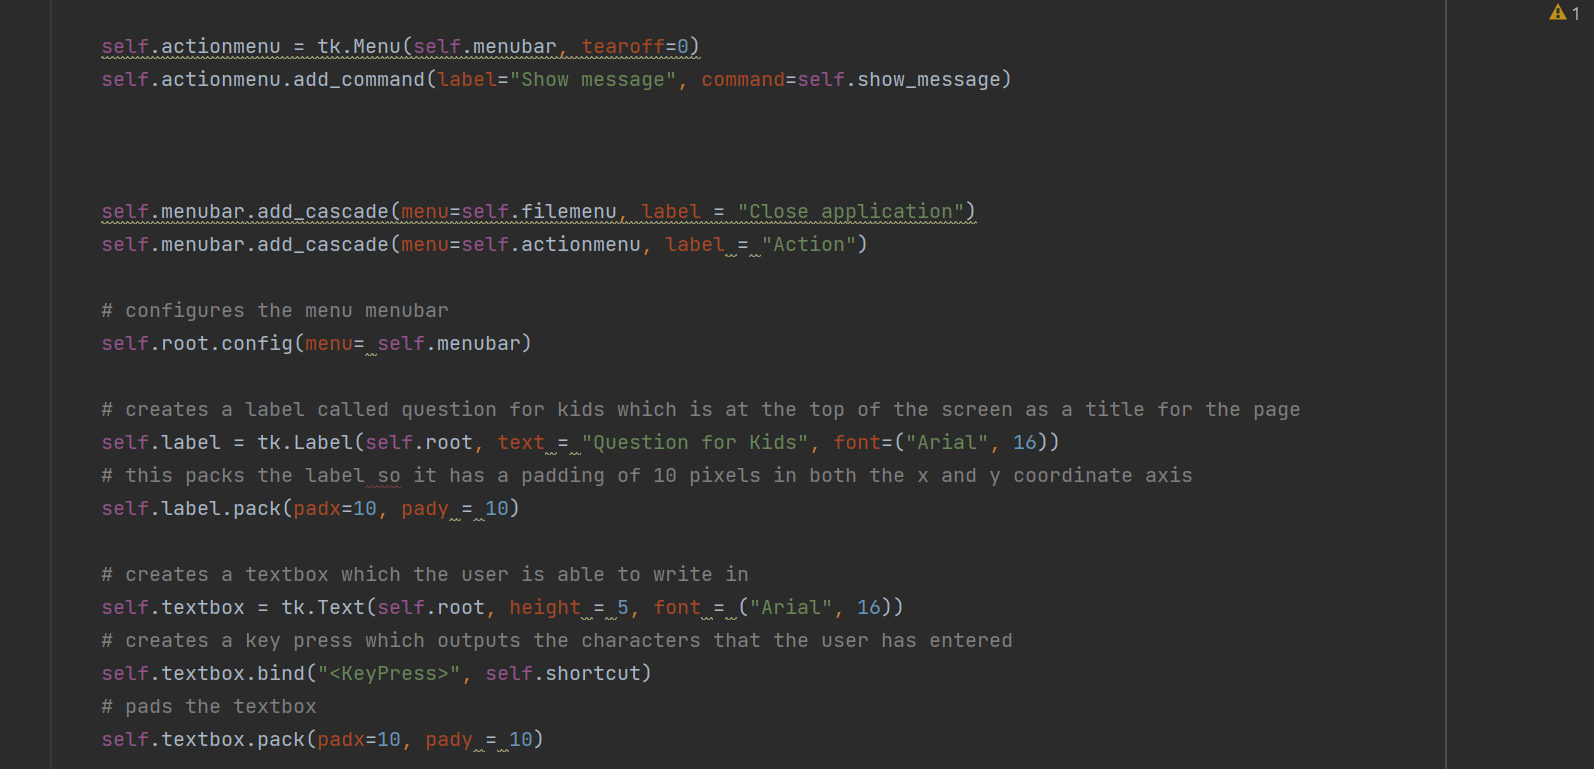 1
self.actionmenu = tk.Menu(self.menubar, tearoff=0)
self.actionmenu.add_command(label="Show message", command=self.show_message)
self.menubar.add_cascade(menu=self.filemenu, label = "Close application")
self.menubar.add_cascade(menu=self.actionmenu, label = "Action")
# configures the menu menubar
self.root.config(menu= self.menubar)
# creates a label called question for kids which is at the top of the screen as a title for the page
self.label = tk.Label(self.root, text = "Question for Kids", font=("Arial", 16))
# this packs the label so it has a padding of 10 pixels in both the x and y coordinate axis
self.label.pack(padx=10, pady = 10)
# creates a textbox which the user is able to write in
self.textbox = tk.Text(self.root, height = 5, font = ("Arial", 16))
# creates a key press which outputs the characters that the user has entered
self.textbox.bind("<KeyPress>", self.shortcut)
# pads the textbox
self.textbox.pack(padx=10, pady = 10)